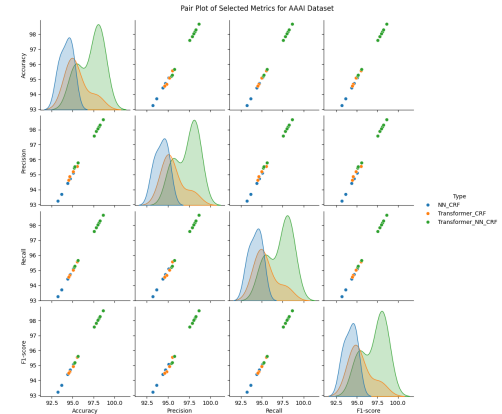 Pair Plot of Selected Metrics for AAAI Dataset
Accuracy
98
97
96
95
94
93
Precision
98
97
96
95
94
93
Type
NN_CRF
Transformer_CRF
Transformer_NN_CRF
Recall
98
97
96
95
94
93
F1-score
98
97
96
95
94
93
92.5 95.0 97.5 100.0 92.5 95.0 97.5 100.0 92.5 95.0 97.5 100.0 92.5 95.0 97.5 100.0
Accuracy Precision Recall F1-score